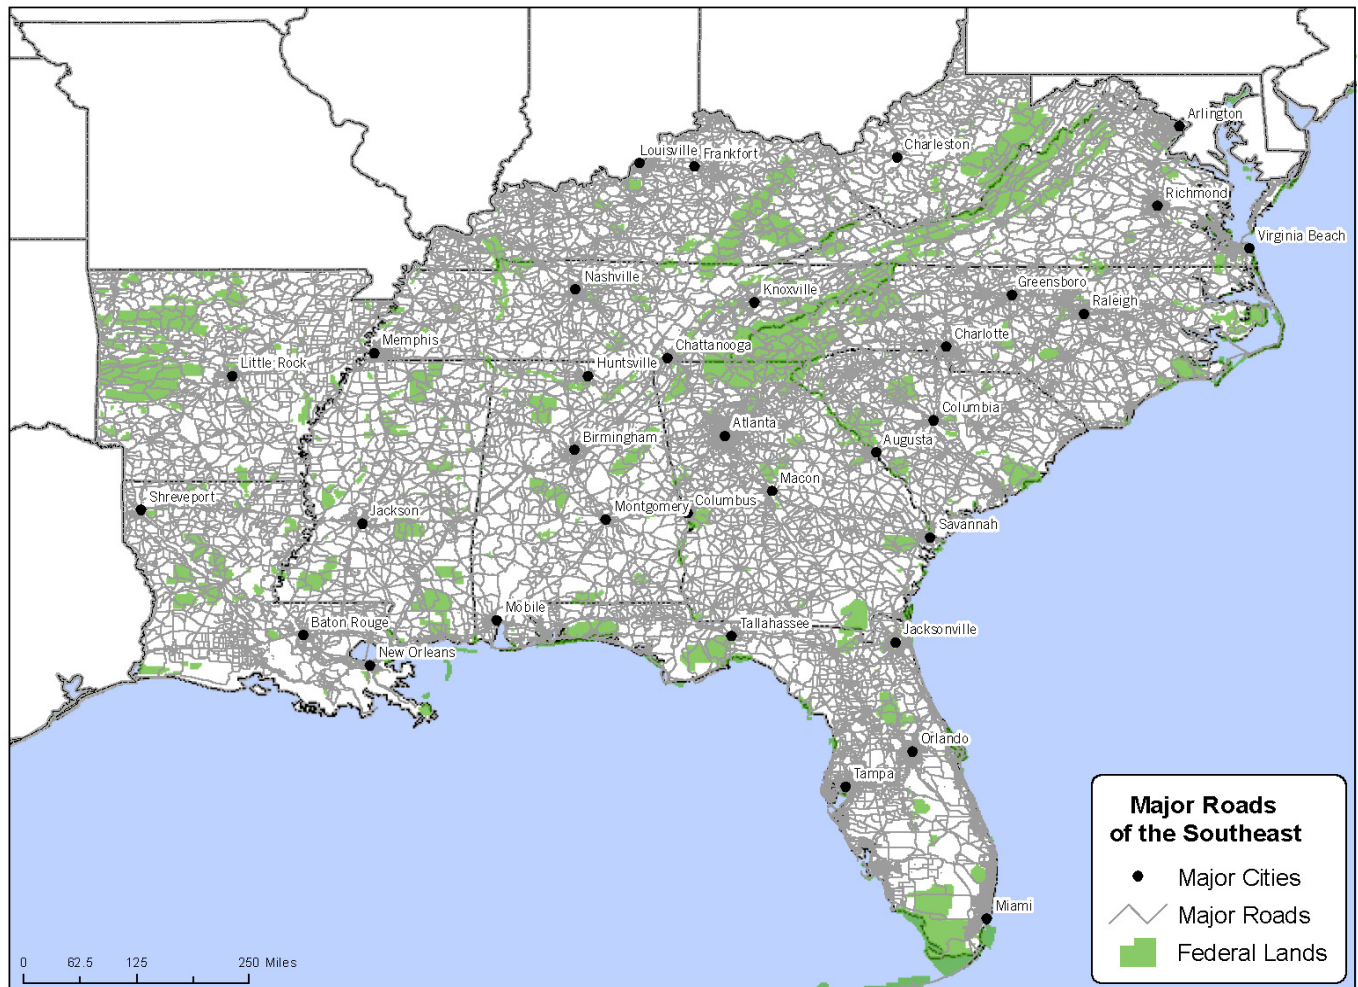 Arlington
Louisville
Frankfort
Charleston
Richmond
Virginia Beach
Nashville
Knoxville
Greensboro
Raleigh
Memphis
Chattanooga
Charlotte
Little Rock
Huntsville
Columbia
Atlanta
Birmingham
Augusta
Macon
Shreveport
Jackson
Montgomery
Columbus
Savannah
Mobile
Baton Rouge
Tallahassee
Jacksonville
New Orleans
Orlando
Tampa
Miami
Major Roads
of the Southeast
Major Cities
Major Roads
Federal Lands
0 62.5 125 250 Miles